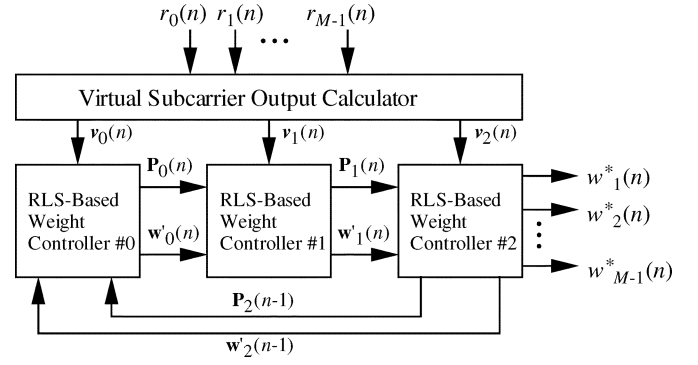 r0(n) r1(n) ... rM-1(n)
Virtual Subcarrier Output Calculator
v0(n) v1(n) v2(n)
P0(n) P1(n)
RLS-Based
Weight
Controller #0
w'0(n)
RLS-Based
Weight
Controller #1
w'1(n)
RLS-Based
Weight
Controller #2
w*1(n)
w*2(n)
w*M-1(n)
P2(n-1)
w'2(n-1)